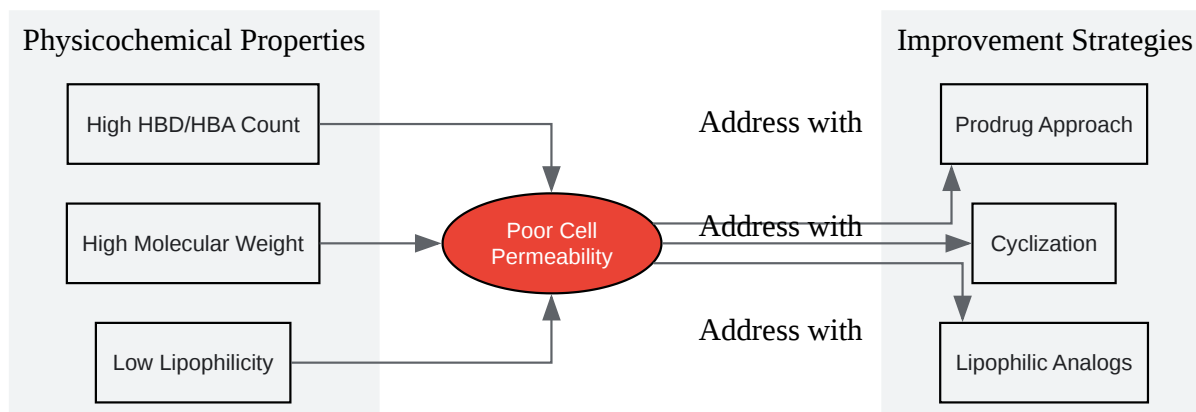 Physicochemical Properties
Improvement Strategies
High HBD/HBA Count
Address with
Prodrug Approach
High Molecular Weight
Poor Cell
Permeability
Address with
Cyclization
Low Lipophilicity
Address with
Lipophilic Analogs